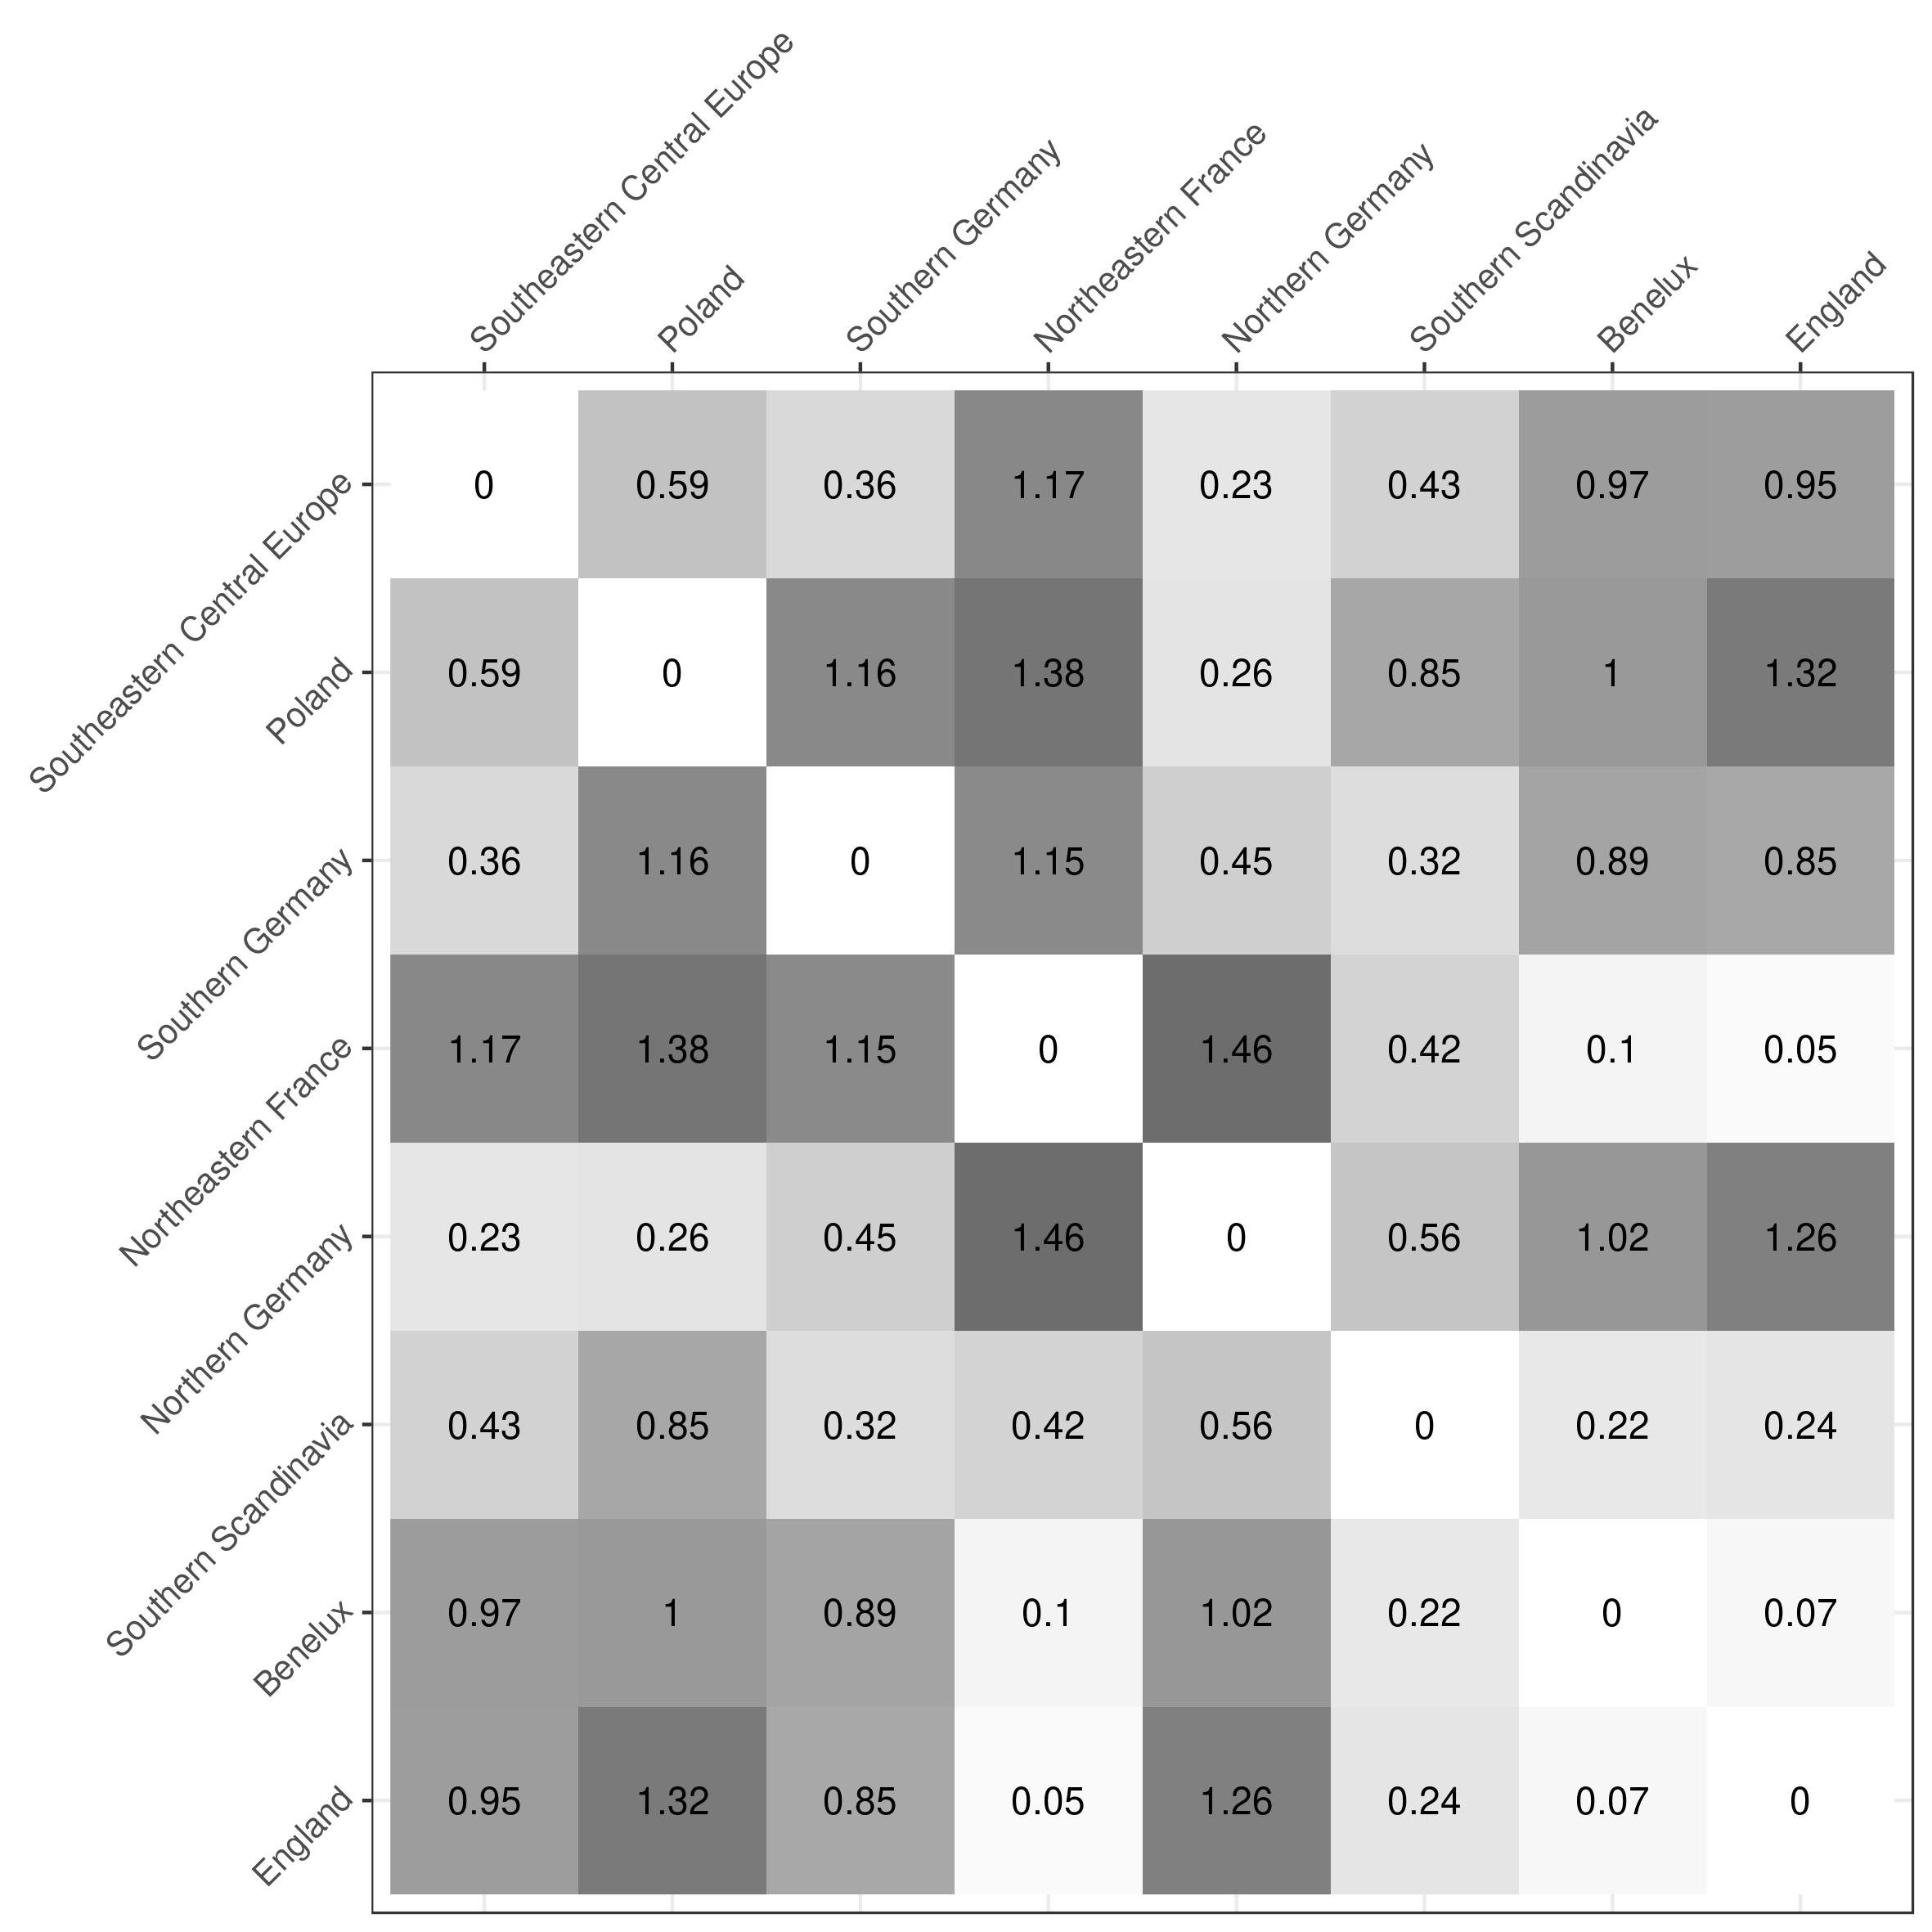 Southeastern Central Europe
Poland
Southern Germany
Northeastern France
Northern Germany
Southern Scandinavia
Benelux
England
Southeastern Central Europe
0 0.59 0.36 1.17 0.23 0.43 0.97 0.95
Poland
0.59 0 1.16 1.38 0.26 0.85 1 1.32
Southern Germany
0.36 1.16 0 1.15 0.45 0.32 0.89 0.85
Northeastern France
1.17 1.38 1.15 0 1.46 0.42 0.1 0.05
Northern Germany
0.23 0.26 0.45 1.46 0 0.56 1.02 1.26
Southern Scandinavia
0.43 0.85 0.32 0.42 0.56 0 0.22 0.24
Benelux
0.97 1 0.89 0.1 1.02 0.22 0 0.07
England
0.95 1.32 0.85 0.05 1.26 0.24 0.07 0